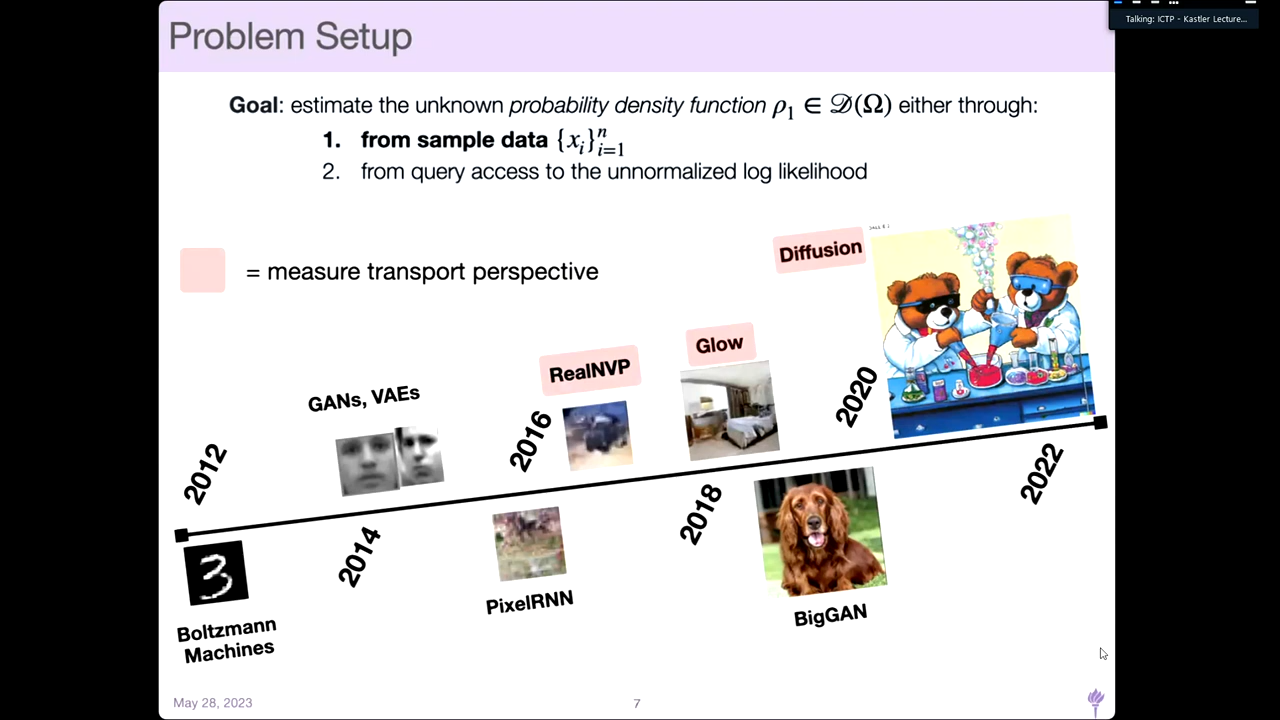 Talking: ICTP - Kastler Lecture...
Problem Setup
Goal: estimate the unknown probability density function ρ₁ ∈ 𝒟(Ω) either through:
1. from sample data {xᵢ}ⁿᵢ₌₁
2. from query access to the unnormalized log likelihood
= measure transport perspective
Diffusion
Glow
RealNVP
GANs, VAEs
2012
2014
2016
2018
2020
2022
3
Boltzmann
Machines
PixelRNN
BigGAN
May 28, 2023
7